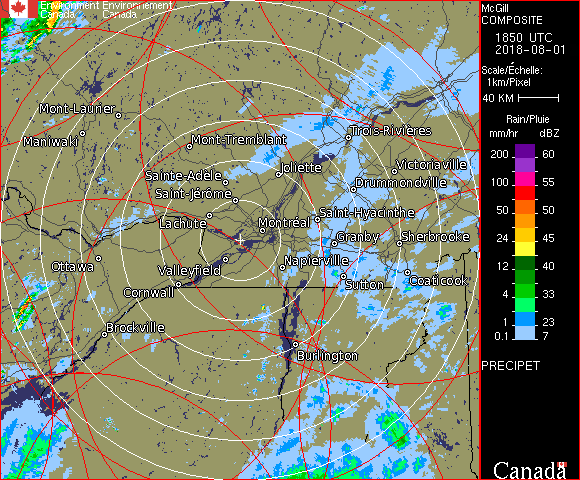 Environment Environnement
Canada Canada
McGill
COMPOSITE
1850 UTC
2018-08-01
Scale/Échelle:
1km/Pixel
40 KM
Rain/Pluie
mm/hr dBZ
200 60
100 55
50 50
24 45
12 40
4 33
1 23
0.1 7
PRECIPET
Canada
Mont-Laurier
Maniwaki
Mont-Tremblant
Trois-Rivières
Joliette
Victoriaville
Sainte-Adèle
Drummondville
Saint-Jérôme
Lachute
Saint-Hyacinthe
Montréal
Granby
Sherbrooke
Ottawa
Valleyfield
Napierville
Cornwall
Sutton
Coaticook
Brockville
Burlington